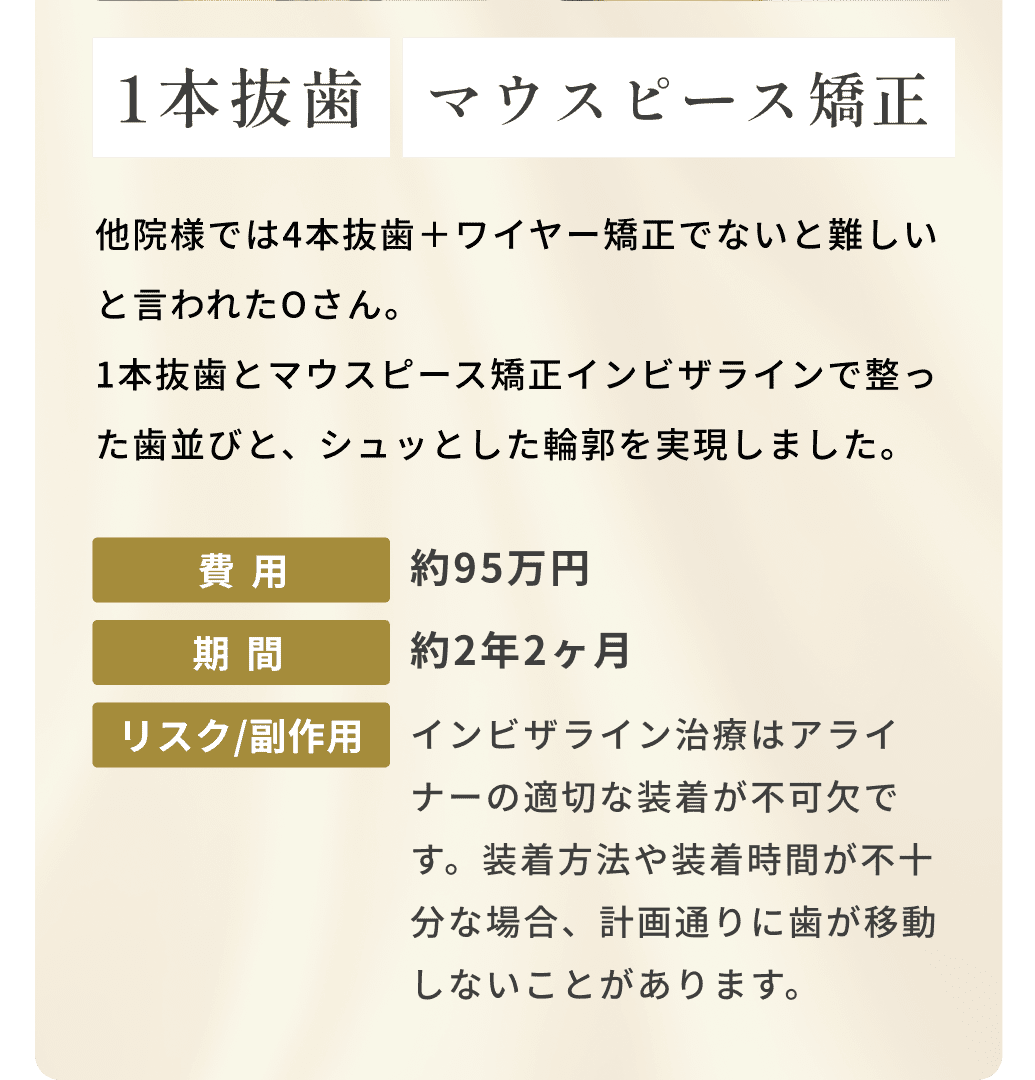 1本抜歯 マウスピース矯正
他院様では4本抜歯＋ワイヤー矯正でないと難しい
と言われたOさん。
1本抜歯とマウスピース矯正インビザラインで整っ
た歯並びと、シュッとした輪郭を実現しました。
費用 約95万円
期間 約2年2ヶ月
リスク/副作用 インビザライン治療はアライ
ナーの適切な装着が不可欠で
す。装着方法や装着時間が不十
分な場合、計画通りに歯が移動
しないことがあります。